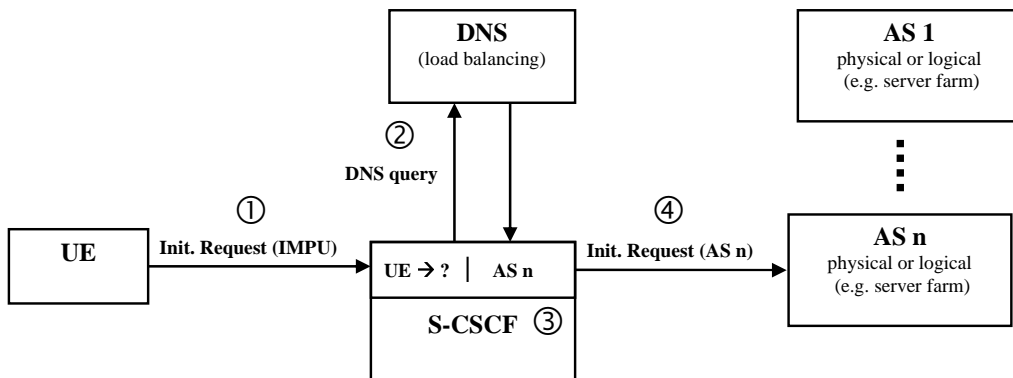 DNS
(load balancing)
AS 1
physical or logical
(e.g. server farm)
②
DNS query
①
④
UE
Init. Request (IMPU)
UE → ? | AS n
Init. Request (AS n)
AS n
physical or logical
(e.g. server farm)
S-CSCF ③